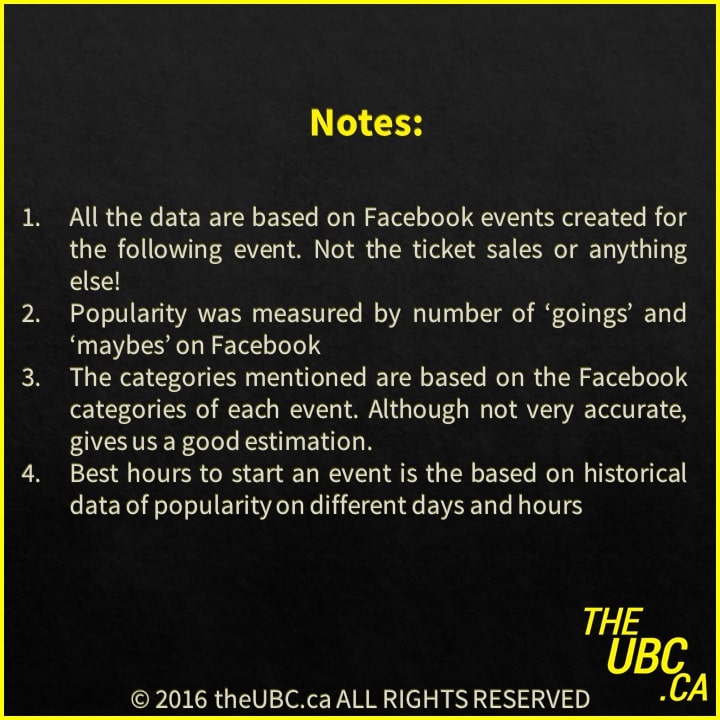 Notes:
1. All the data are based on Facebook events created for
the following event. Not the ticket sales or anything
else!
2. Popularity was measured by number of ‘goings’ and
‘maybes’ on Facebook
3. The categories mentioned are based on the Facebook
categories of each event. Although not very accurate,
gives us a good estimation.
4. Best hours to start an event is the based on historical
data of popularity on different days and hours
THE
UBC
.CA
© 2016 theUBC.ca ALL RIGHTS RESERVED